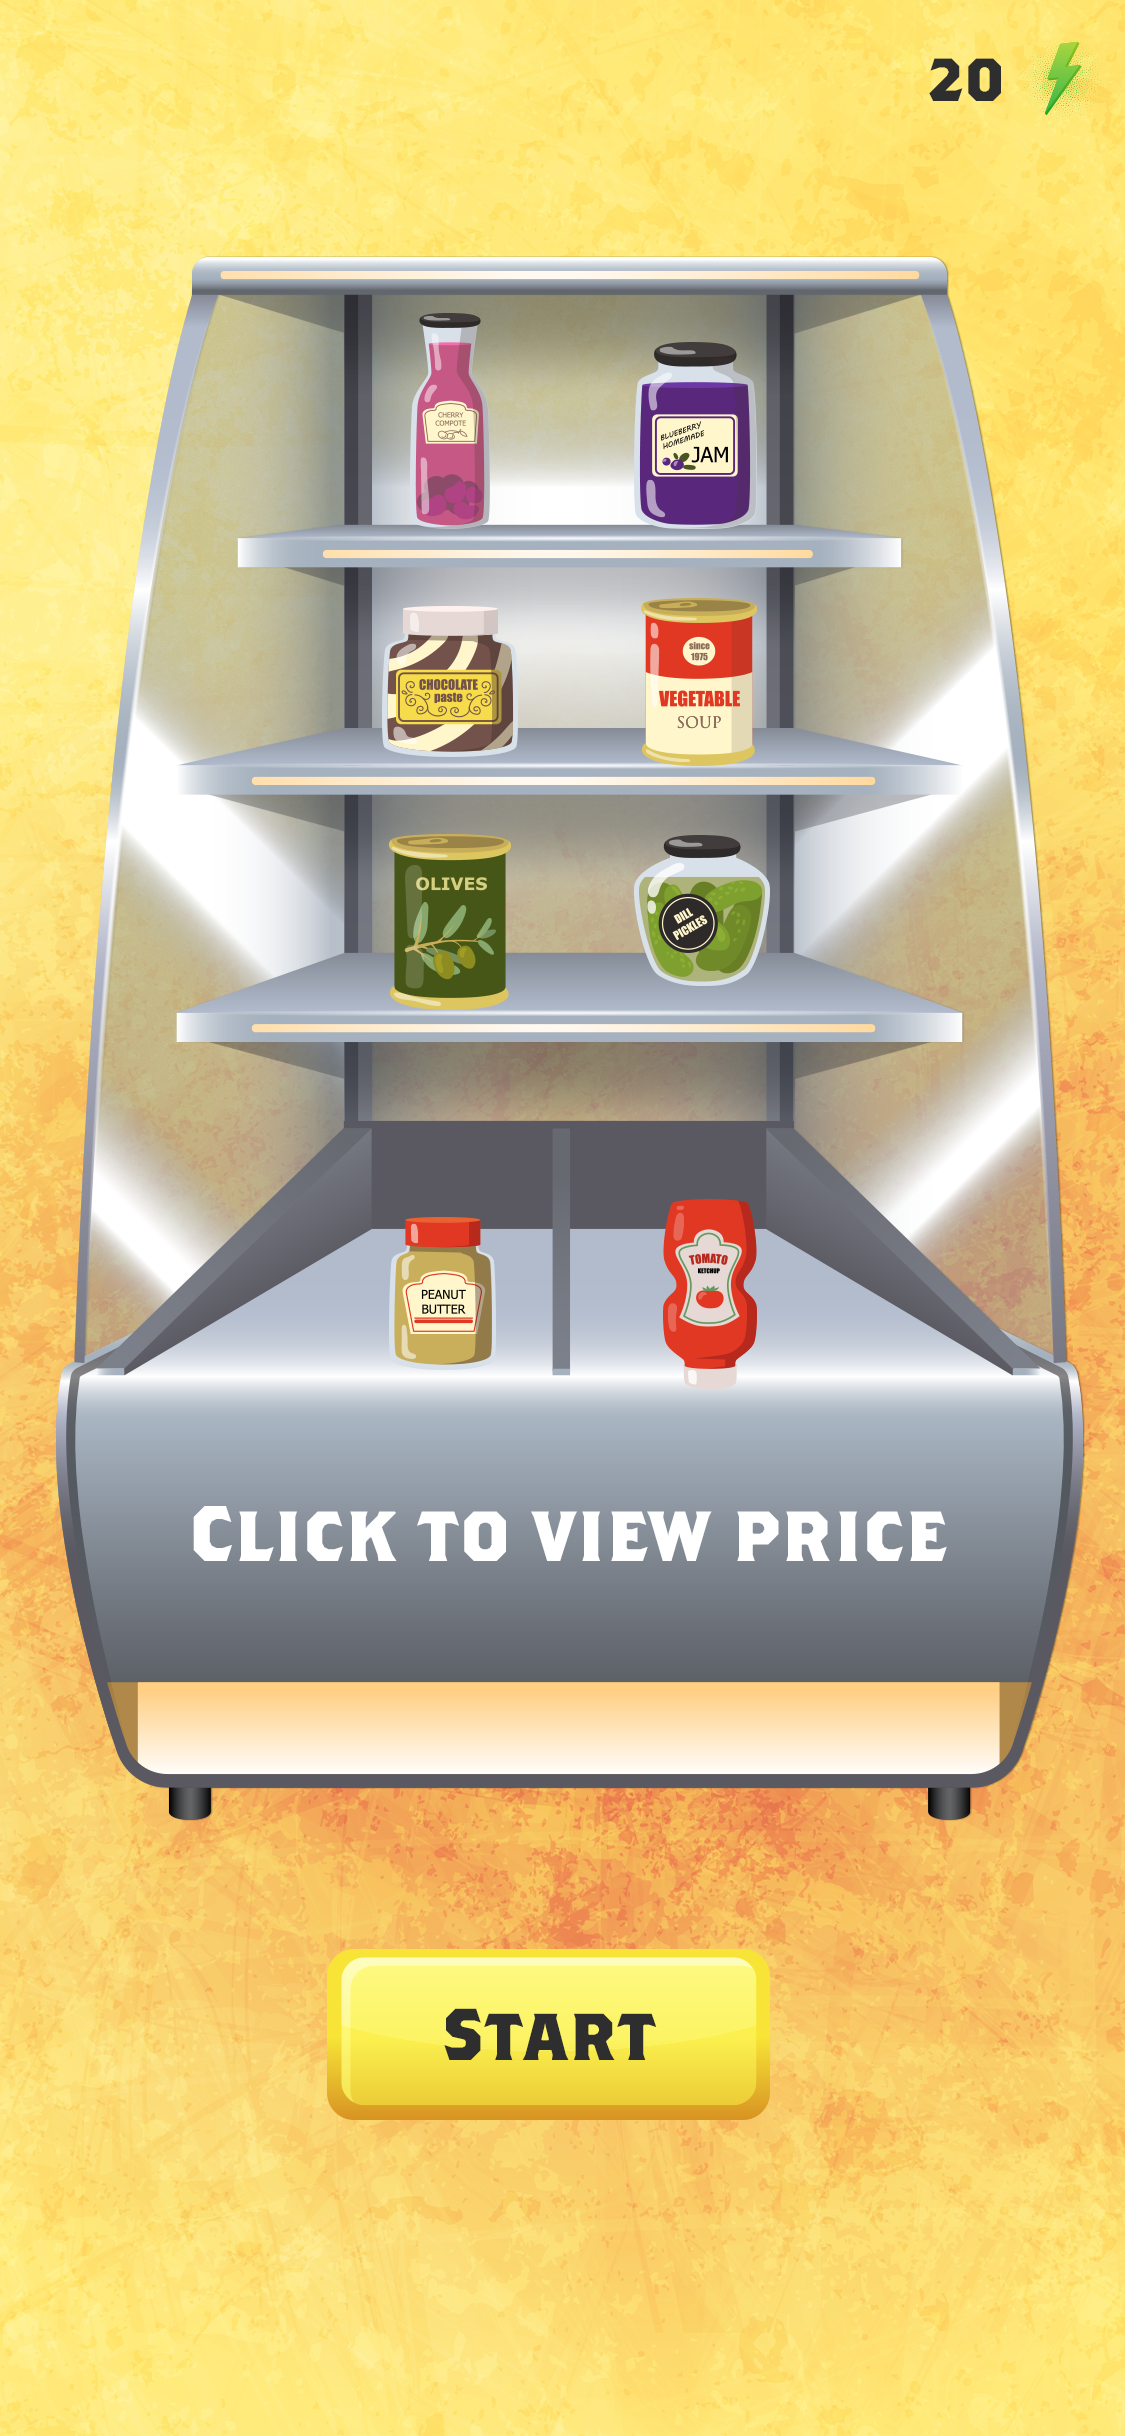 20
CHERRY
COMPOTE
BLUEBERRY
HOMEMADE
JAM
CHOCOLATE
paste
since
1975
VEGETABLE
SOUP
OLIVES
DILL
PICKLES
PEANUT
BUTTER
TOMATO
KETCHUP
CLICK TO VIEW PRICE
START